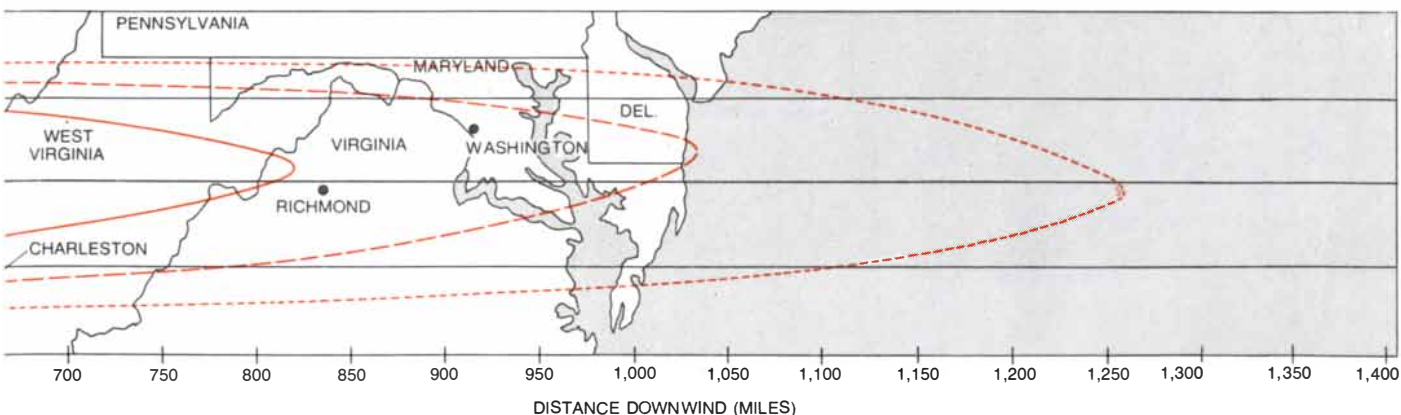 PENNSYLVANIA
MARYLAND
DEL.
WEST
VIRGINIA
VIRGINIA
WASHINGTON
RICHMOND
CHARLESTON
700 750 800 850 900 950 1,000 1,050 1,100 1,150 1,200 1,250 1,300 1,350 1,400
DISTANCE DOWNWIND (MILES)